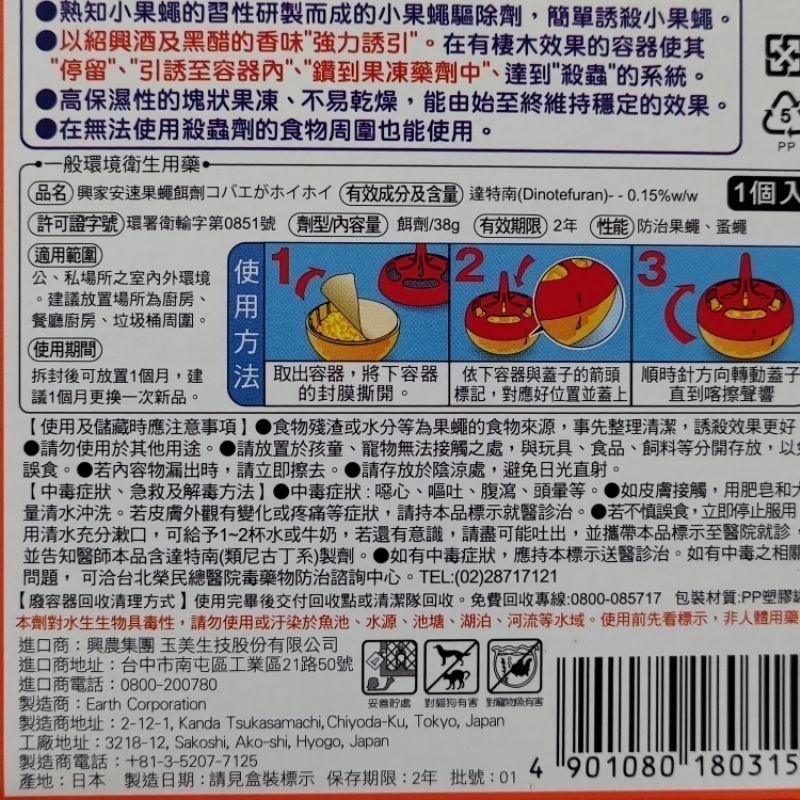 ●熟知小果蠅的習性研製而成的小果蠅驅除劑，簡單誘殺小果蠅。
●以紹興酒及黑醋的香味"強力誘引"。在有棲木效果的容器使其
"停留"、"引誘至容器內"、"鑽到果凍藥劑中"、達到"殺蟲"的系統。
●高保濕性的塊狀果凍、不易乾燥，能由始至終維持穩定的效果。
●在無法使用殺蟲劑的食物周圍也能使用。
5
PP
●一般環境衛生用藥●
品名 興家安速果蠅餌劑コバエがホイホイ 有效成分及含量 達特南(Dinotefuran)--0.15%w/w 1個入
許可證字號 環署衛輸字第0851號 劑型/內容量 餌劑/38g 有效期限 2年 性能 防治果蠅、蚤蠅
適用範圍
公、私場所之室內外環境
。建議放置場所為廚房、
餐廳廚房、垃圾桶周圍。
使用期間
拆封後可放置1個月，建
議1個月更換一次新品。
使用方法
1
取出容器，將下容器
的封膜撕開。
2
依下容器與蓋子的箭頭
標記，對應好位置並蓋上
3
順時針方向轉動蓋子
直到喀擦聲響
【使用及儲藏時應注意事項】●食物殘渣或水分等為果蠅的食物來源，事先整理清潔，誘殺效果更好
●請勿使用於其他用途。●請放置於孩童、寵物無法接觸之處，與玩具、食品、飼料等分開存放，以
誤食。●若內容物漏出時，請立即擦去。●請存放於陰涼處，避免日光直射。
【中毒症狀、急救及解毒方法】●中毒症狀：噁心、嘔吐、腹瀉、頭暈等。●如皮膚接觸，用肥皂和大
量清水沖洗。若皮膚外觀有變化或疼痛等症狀，請持本品標示就醫診治。●若不慎誤食，立即停止服用
用清水充分漱口，可給予1~2杯水或牛奶，若還有意識，請盡可能吐出，並攜帶本品標示至醫院就診
並告知醫師本品含達特南(類尼古丁系)製劑。●如有中毒症狀，應持本標示送醫診治。如有中毒之相關
問題，可洽台北榮民總醫院毒藥物防治諮詢中心。TEL:(02)28717121
【廢容器回收清理方式】使用完畢後交付回收點或清潔隊回收。免費回收專線:0800-085717 包裝材質:PP塑膠
本劑對水生生物具毒性，請勿使用或汙染於魚池、水源、池塘、湖泊、河流等水域。使用前先看標示，非人體用藥
進口商：興農集團 玉美生技股份有限公司
進口商地址：台中市南屯區工業區21路50號
進口商電話：0800-200780
製造商：Earth Corporation
製造商地址：2-12-1, Kanda Tsukasamachi, Chiyoda-Ku, Tokyo, Japan
工廠地址：3218-12, Sakoshi, Ako-shi, Hyogo, Japan
製造商電話：+81-3-5207-7125
產地：日本 製造日期：請見盒裝標示 保存期限：2年 批號：01
妥善貯處
對貓狗有害
對寵物魚有害
4 901080 180315